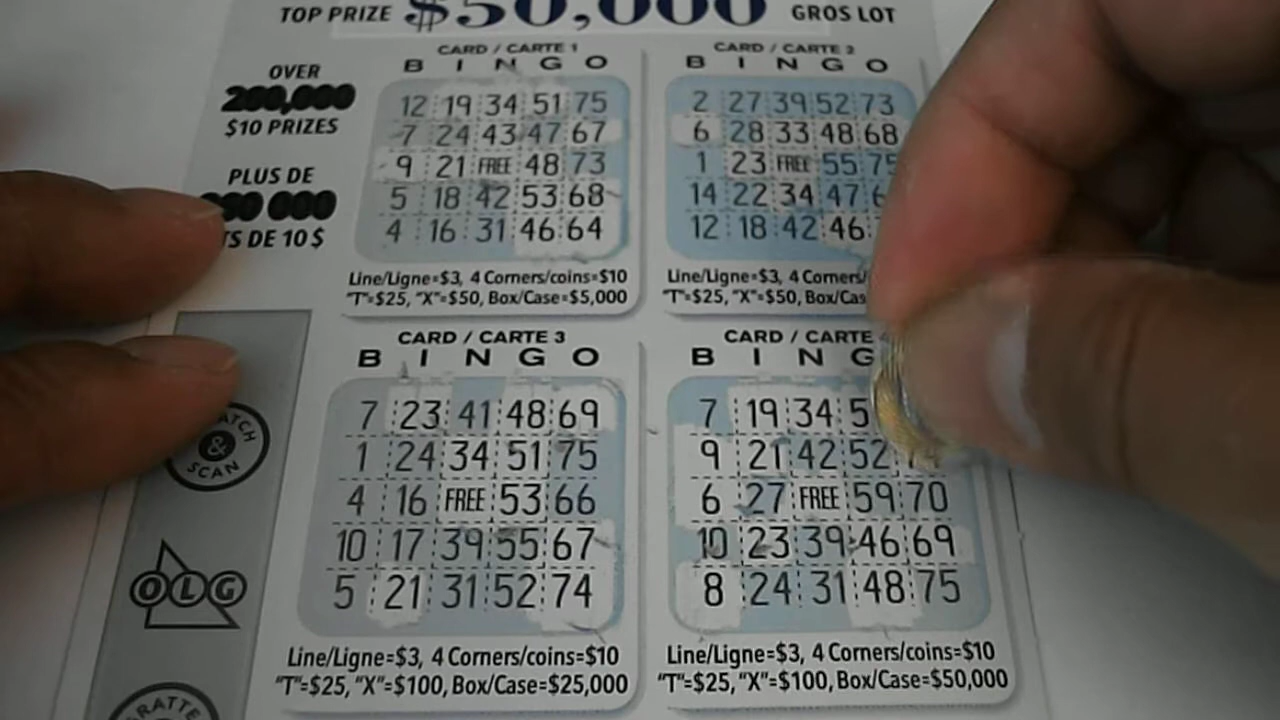 TOP PRIZE $50,000 GROS LOT
OVER
200,000
$10 PRIZES
PLUS DE
DE 10 $
CARD / CARTE 1
B I N G O
12 19 34 51 75
7 24 43 47 67
9 21 FREE 48 73
5 18 42 53 68
4 16 31 46 64
Line/Ligne=$3, 4 Corners/coins=$10
"T"=$25, "X"=$50, Box/Case=$5,000
CARD / CARTE 2
B I N G O
2 27 39 52 73
6 28 33 48 68
1 23 FREE 55 75
14 22 34 47
12 18 42 46
Line/Ligne=$3, 4 Corners/
"T"=$25, "X"=$50, Box/Cas
CARD / CARTE 3
B I N G O
7 23 41 48 69
1 24 34 51 75
4 16 FREE 53 66
10 17 39 55 67
5 21 31 52 74
Line/Ligne=$3, 4 Corners/coins=$10
"T"=$25, "X"=$100, Box/Case=$25,000
CARD / CARTE
B I N G
7 19 34 5
9 21 42 52
6 27 FREE 59 70
10 23 39 46 69
8 24 31 48 75
Line/Ligne=$3, 4 Corners/coins=$10
"T"=$25, "X"=$100, Box/Case=$50,000
&
SCAN
OLG